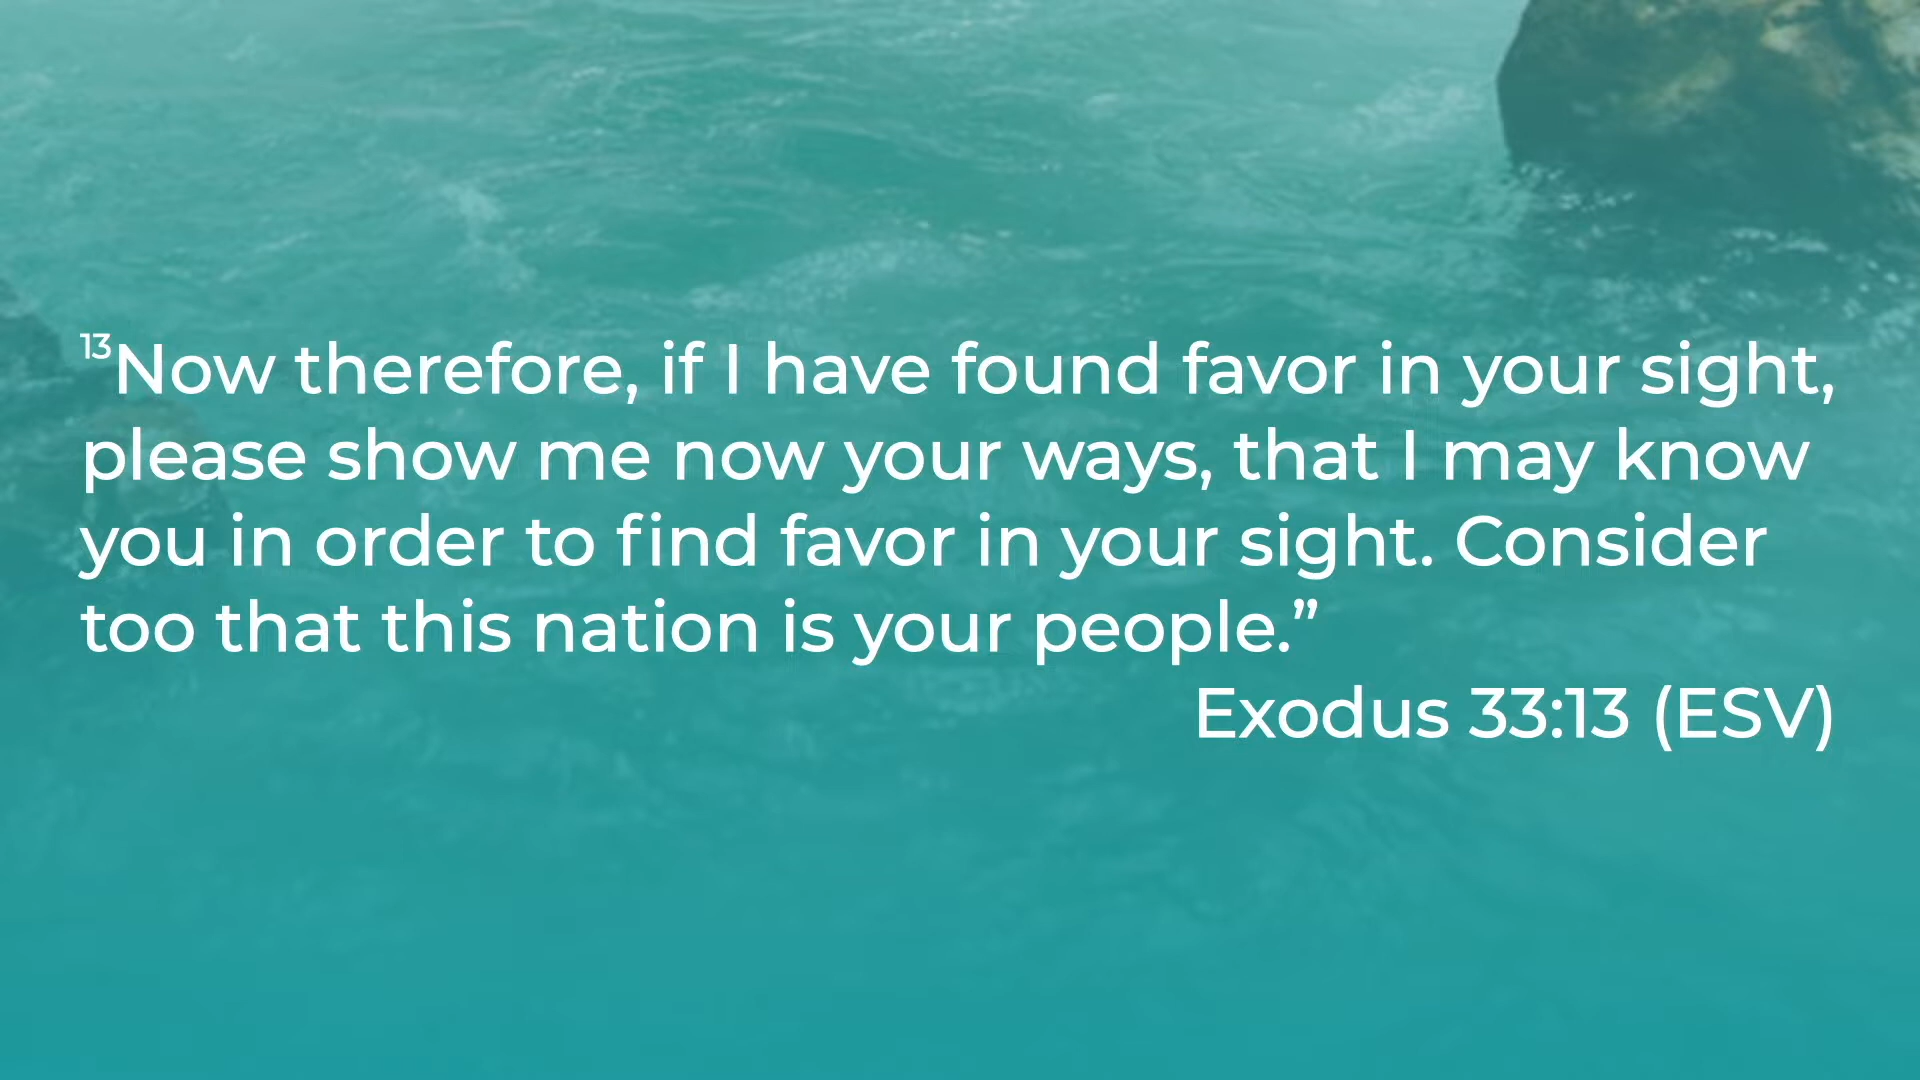 13Now therefore, if I have found favor in your sight,
please show me now your ways, that I may know
you in order to find favor in your sight. Consider
too that this nation is your people.”
Exodus 33:13 (ESV)